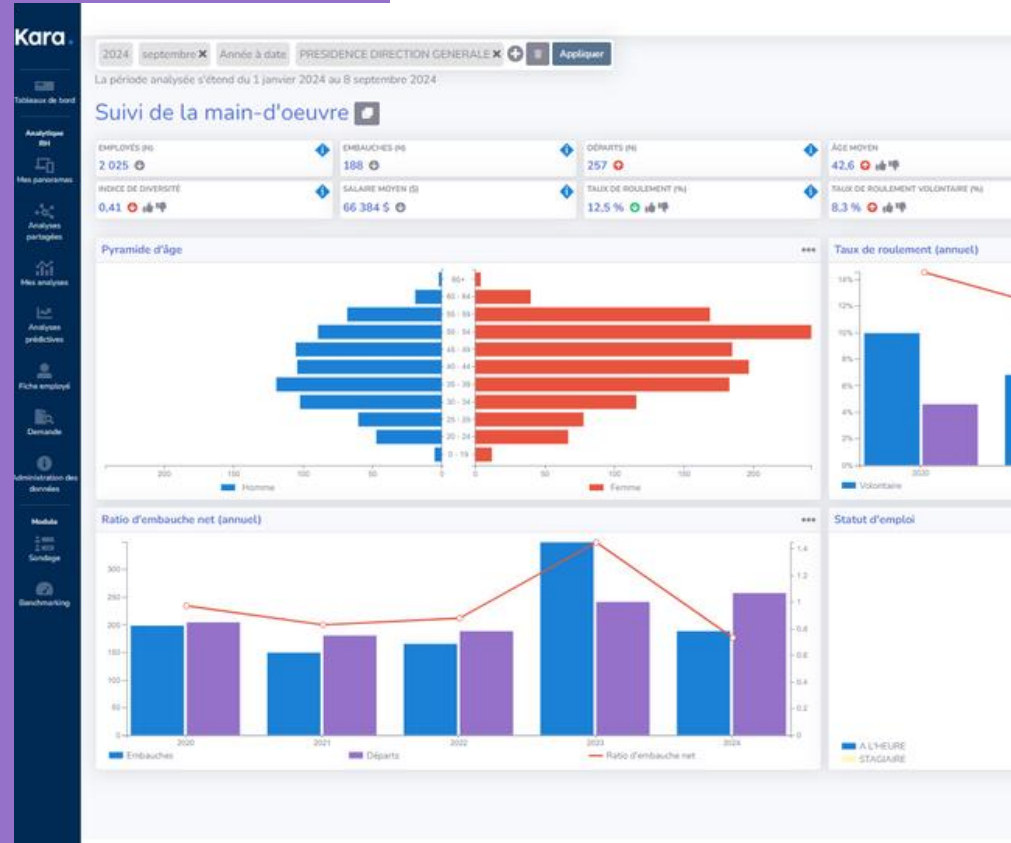 Kara.
Tableaux de bord
Analytique
RH
Mes panoramas
Analyses
partagées
Mes analyses
Analyses
prédictives
Fiche employé
Demande
Administration des
données
Module
Sondage
Benchmarking
2024 septembre Année à date PRESIDENCE DIRECTION GENERALE Appliquer
La période analysée s'étend du 1 janvier 2024 au 8 septembre 2024
Suivi de la main-d'oeuvre
EMPLOYÉS (N) EMBAUCHES (N) DÉPARTS (N) ÂGE MOYEN
2 025 188 257 42,6
INDICE DE DIVERSITÉ SALAIRE MOYEN ($) TAUX DE ROULEMENT (%) TAUX DE ROULEMENT VOLONTAIRE (%)
0,41 66 384 $ 12,5 % 8.3 %
Pyramide d'âge
65+
60 - 64
55 - 59
50 - 54
45 - 49
40 - 44
35 - 39
30 - 34
25 - 29
20 - 24
0 - 19
200 150 100 50 0 0 50 100 150 200
Homme Femme
Taux de roulement (annuel)
14%
12%
10%
8%
6%
4%
2%
0%
2020
Volontaire
Ratio d'embauche net (annuel)
300
250
200
150
100
50
0
1.4
1.2
1
0.8
0.6
0.4
0.2
0
2020 2021 2022 2023 2024
Embauches Départs Ratio d'embauche net
Statut d'emploi
A L'HEURE
STAGIAIRE